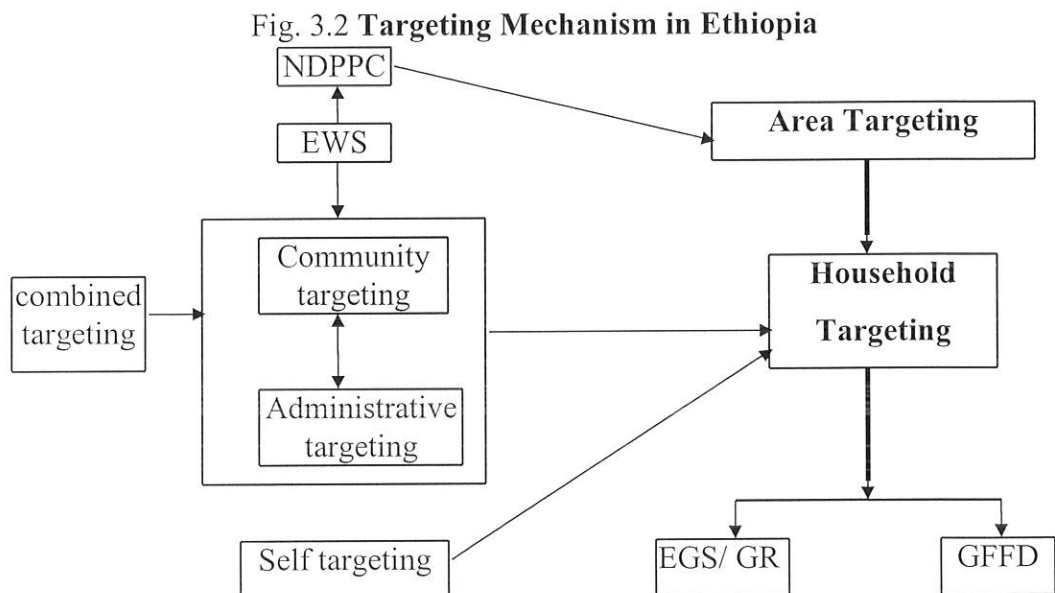 Fig. 3.2 Targeting Mechanism in Ethiopia
NDPPC
Area Targeting
EWS
Community
targeting
Household
Targeting
combined
targeting
Administrative
targeting
Self targeting
EGS/ GR
GFFD